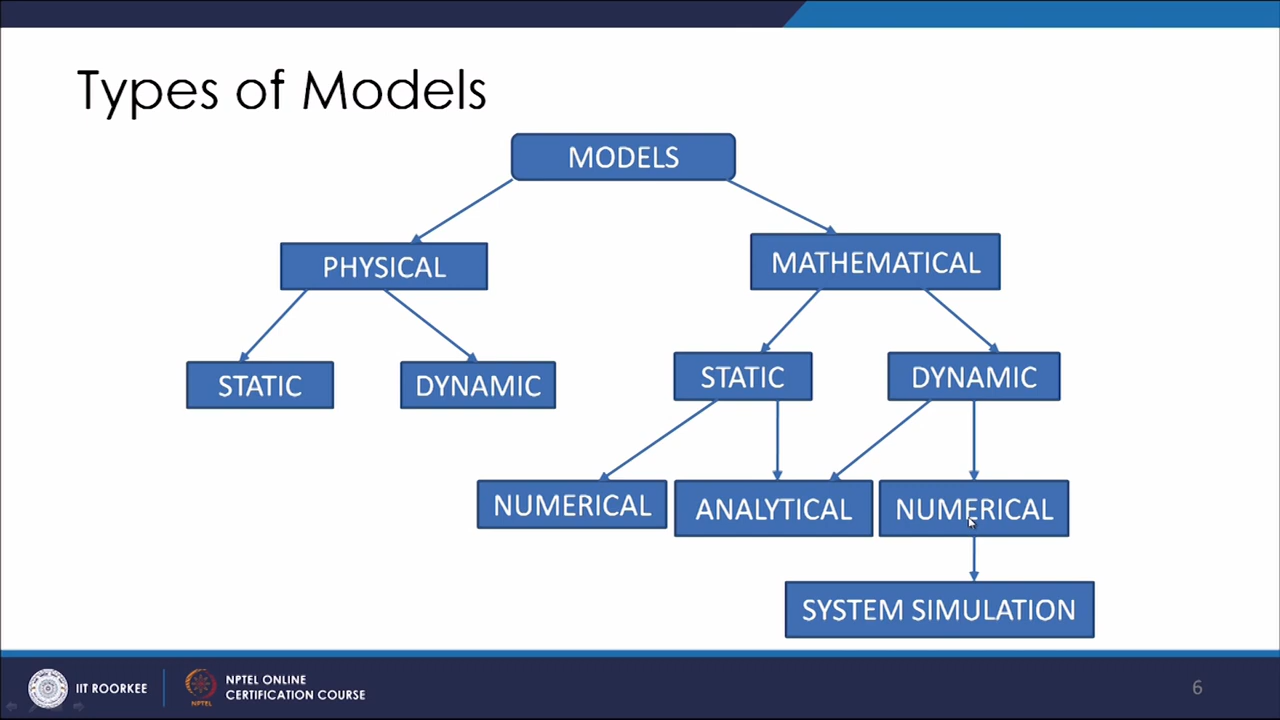 Types of Models
MODELS
PHYSICAL
MATHEMATICAL
STATIC
DYNAMIC
STATIC
DYNAMIC
NUMERICAL
ANALYTICAL
NUMERICAL
SYSTEM SIMULATION
IIT ROORKEE
NPTEL
NPTEL ONLINE
CERTIFICATION COURSE
6